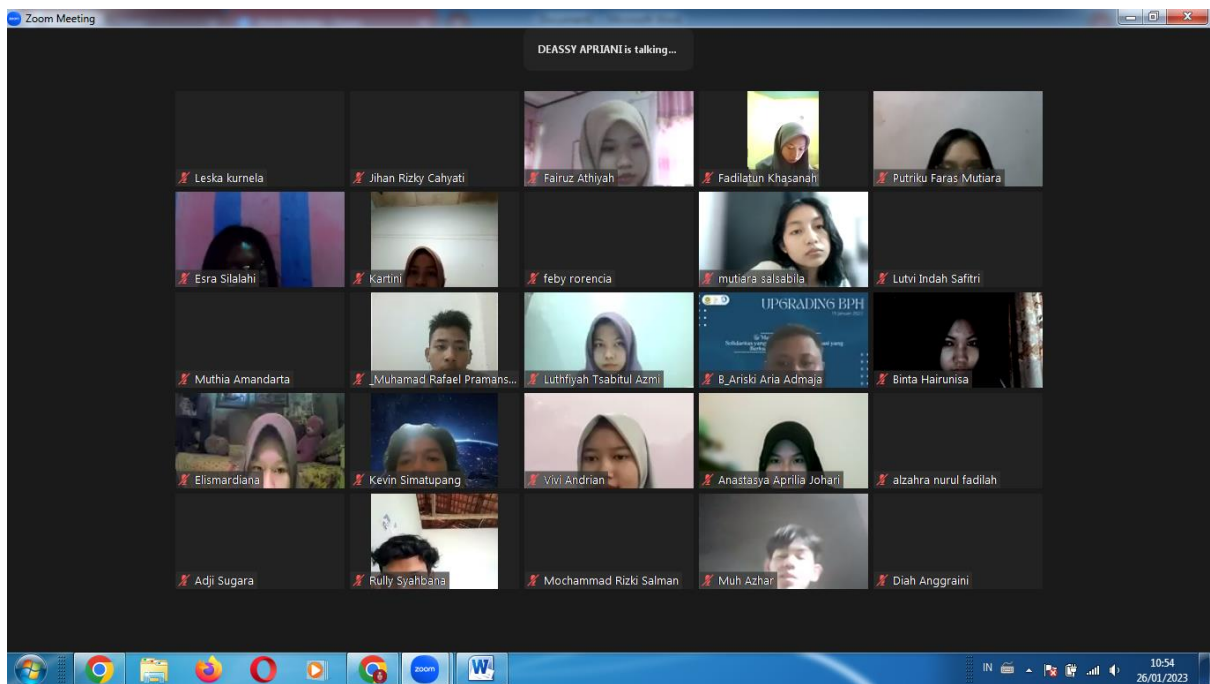 Zoom Meeting
DEASSY APRIANI is talking...
Leska kurnela
Jihan Rizky Cahyati
Fairuz Athiyah
Fadilatun Khasanah
Putriku Faras Mutiara
Esra Silalahi
Kartini
feby rorencia
mutiara salsabila
Lutvi Indah Safitri
Muthia Amandarta
_Muhamad Rafael Pramans...
Luthfiyah Tsabitul Azmi
UPGRADING BPH
B_Ariski Aria Admaja
Binta Hairunisa
Elismardiana
Kevin Simatupang
Vivi Andrian
Anastasya Aprilia Johari
alzahra nurul fadilah
Adji Sugara
Rully Syahbana
Mochammad Rizki Salman
Muh Azhar
Diah Anggraini
zoom
W
IN
10:54
26/01/2023